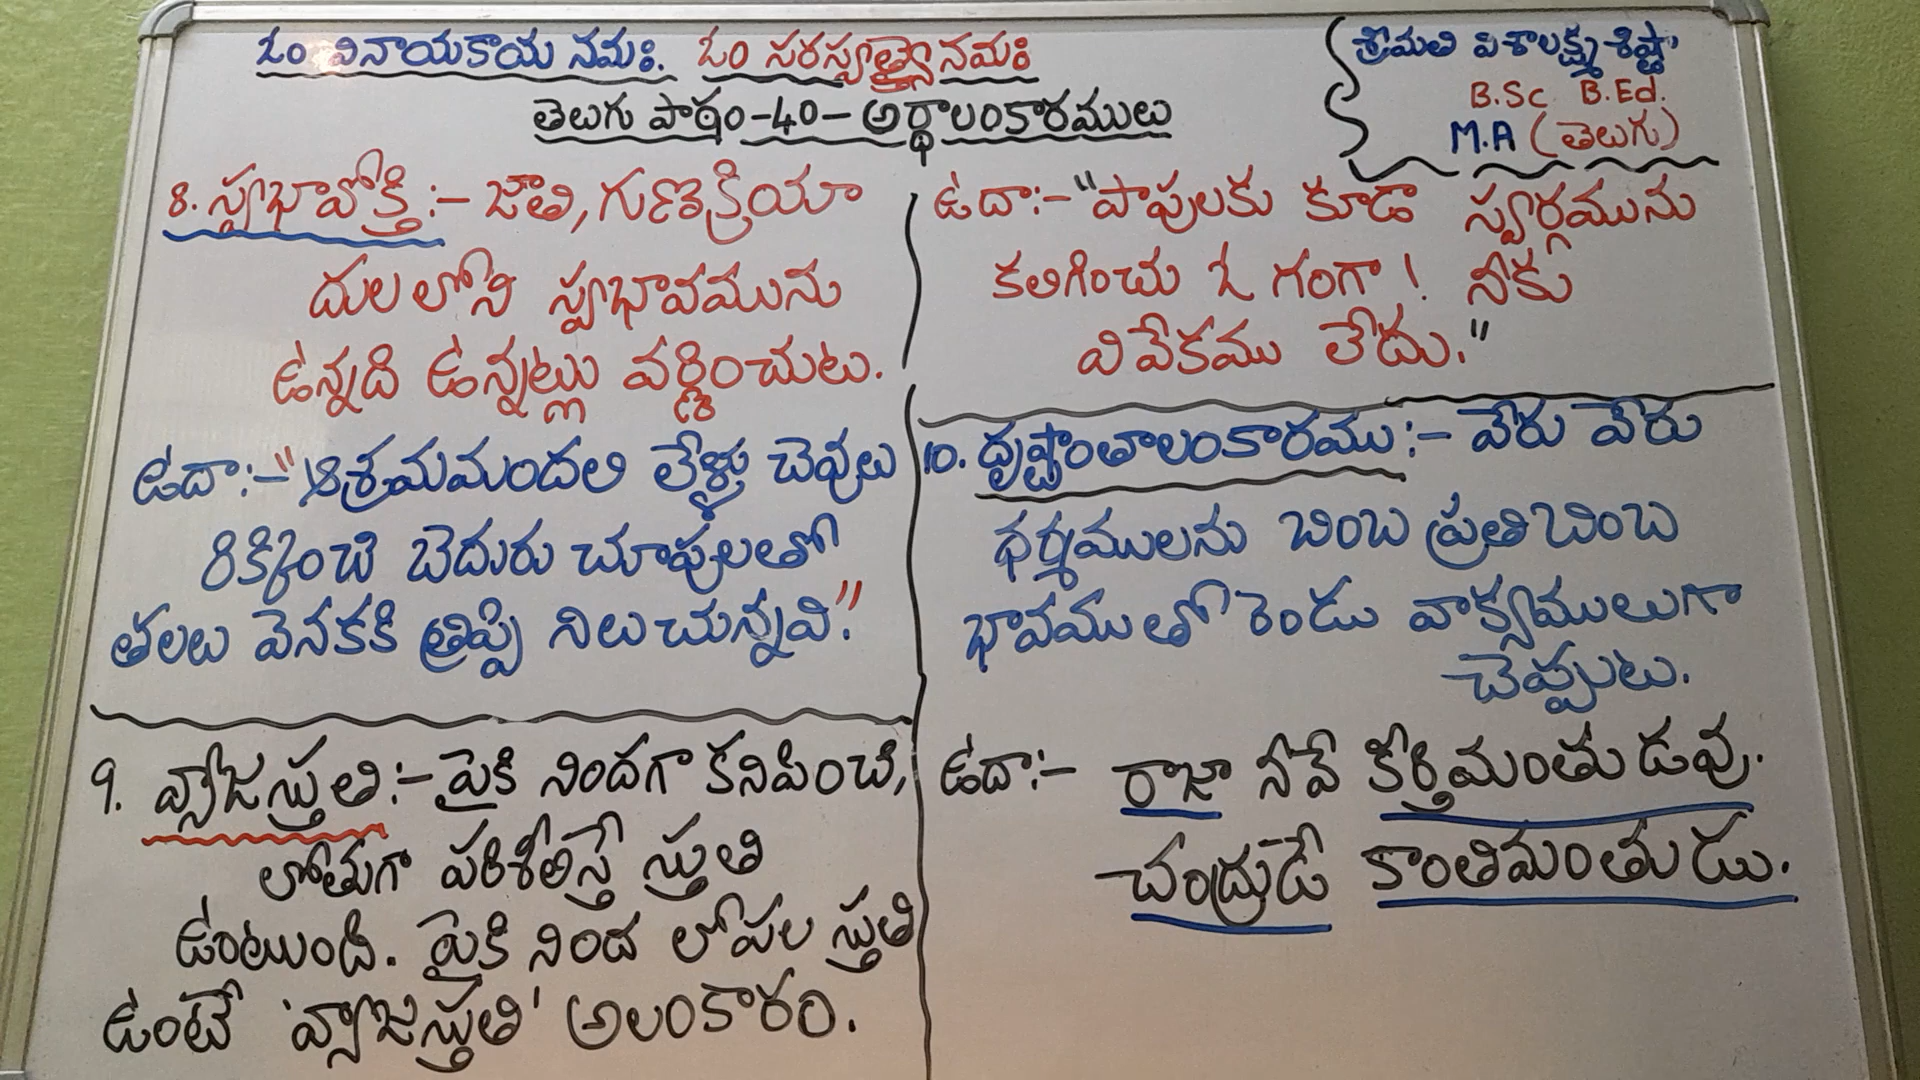 ఓం వినాయకాయ నమః. ఓం సరస్వత్యైనమః
తెలుగు పాఠం-40-అర్థాలంకారములు
శ్రీమతి విశాలక్ష్మి శిష్ట్లా
B.Sc B.Ed.
M.A (తెలుగు)
8. స్వభావోక్తి :- జాతి, గుణక్రియా
దులలోని స్వభావమును
ఉన్నది ఉన్నట్లు వర్ణించుట.
ఉదా:- "ఆశ్రమమందలి లేళ్లు చెవులు
రిక్కించి బెదురు చూపులతో
తలలు వెనకకి త్రిప్పి నిలుచున్నవి."
9. వ్యాజస్తుతి :- పైకి నిందగా కనిపించి,
లోతుగా పరిశీలిస్తే స్తుతి
ఉంటుంది. పైకి నింద లోపల స్తుతి
ఉంటే 'వ్యాజస్తుతి' అలంకారం.
ఉదా:- "పాపులకు కూడా స్వర్గమును
కలిగించు ఓ గంగా! నీకు
వివేకము లేదు."
10. దృష్టాంతాలంకారము :- వేరు వేరు
ధర్మములను బింబ ప్రతిబింబ
భావముతో రెండు వాక్యములుగా
చెప్పుట.
ఉదా:- రాజా నీవే కీర్తిమంతుడవు.
చంద్రుడే కాంతిమంతుడు.